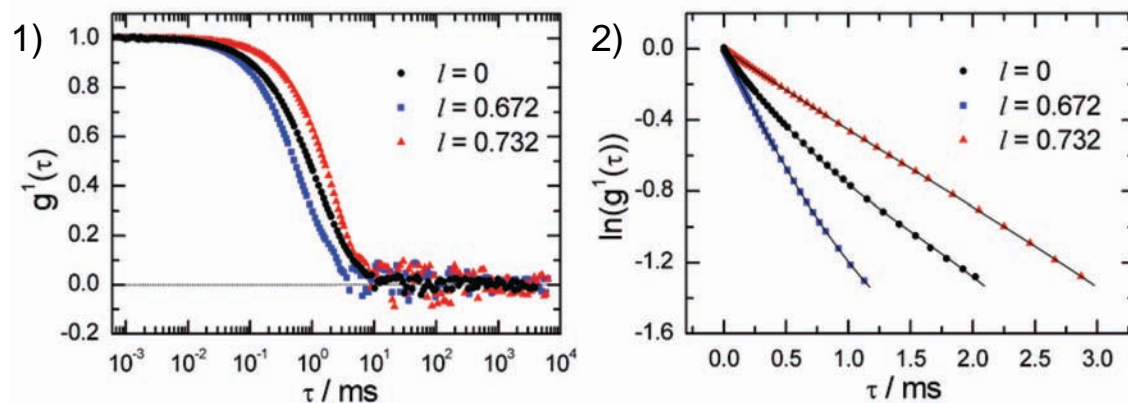 1)
1.0
0.8
0.6
0.4
0.2
0.0
-0.2
g¹(τ)
l = 0
l = 0.672
l = 0.732
10⁻³ 10⁻² 10⁻¹ 10⁰ 10¹ 10² 10³ 10⁴
τ / ms
2)
0.0
-0.4
-0.8
-1.2
-1.6
ln(g¹(τ))
l = 0
l = 0.672
l = 0.732
0.0 0.5 1.0 1.5 2.0 2.5 3.0
τ / ms